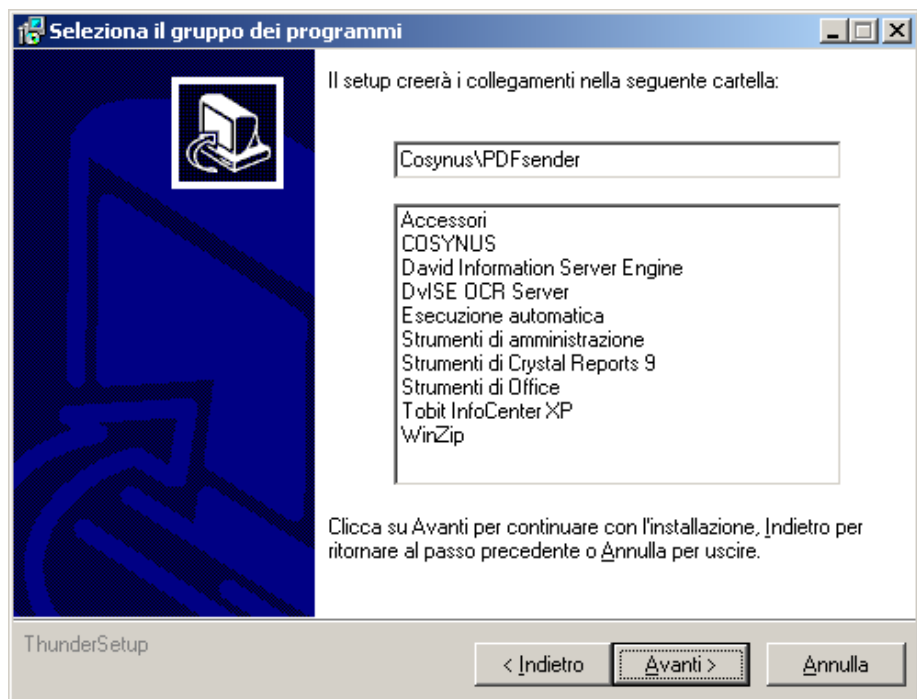 Seleziona il gruppo dei programmi
Il setup creerà i collegamenti nella seguente cartella:
Cosynus\PDFsender
Accessori
COSYNUS
David Information Server Engine
DvISE OCR Server
Esecuzione automatica
Strumenti di amministrazione
Strumenti di Crystal Reports 9
Strumenti di Office
Tobit InfoCenter XP
WinZip
Clicca su Avanti per continuare con l'installazione, Indietro per
ritornare al passo precedente o Annulla per uscire.
ThunderSetup
< Indietro
Avanti >
Annulla